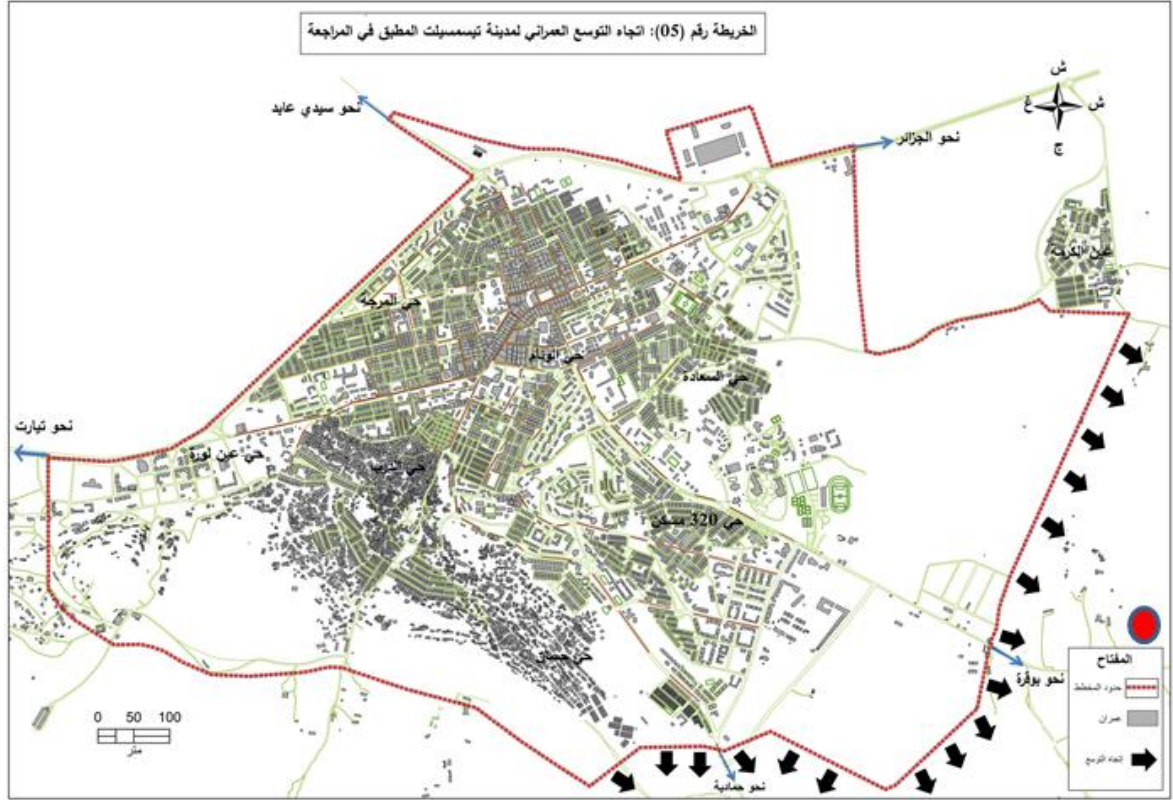 الخريطة رقم (05): اتجاه التوسع العمراني لمدينة تيسمسيلت المطبق في المراجعة
ش
غ
ش
ج
نحو سيدي عابد
نحو الجزائر
عين الكرمة
حي المرجة
حي الوئام
حي السعادة
نحو تيارت
حي عين لورة
حي الدرب
حي 320 مسكن
حي حسان
نحو بوقرة
نحو حمادية
0 50 100
متر
المفتاح
حدود المخطط
عمران
إتجاه التوسع